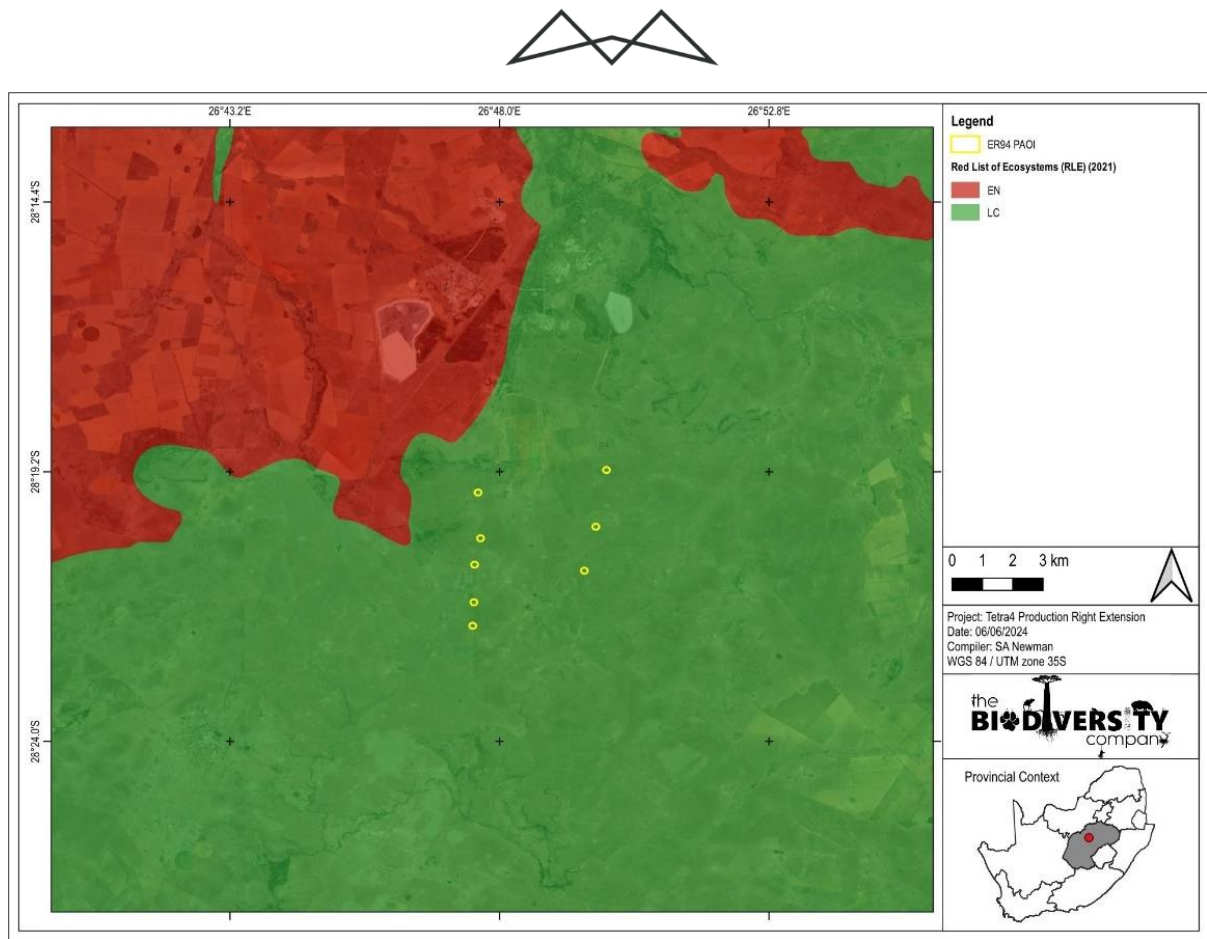 26°43.2'E
26°48.0'E
26°52.8'E
28°14.4'S
28°19.2'S
28°24.0'S
Legend
ER94 PAOI
Red List of Ecosystems (RLE) (2021)
EN
LC
0 1 2 3 km
Project: Tetra4 Production Right Extension
Date: 06/06/2024
Compiler: SA Newman
WGS 84 / UTM zone 35S
the
BIODIVERSITY
company
Provincial Context